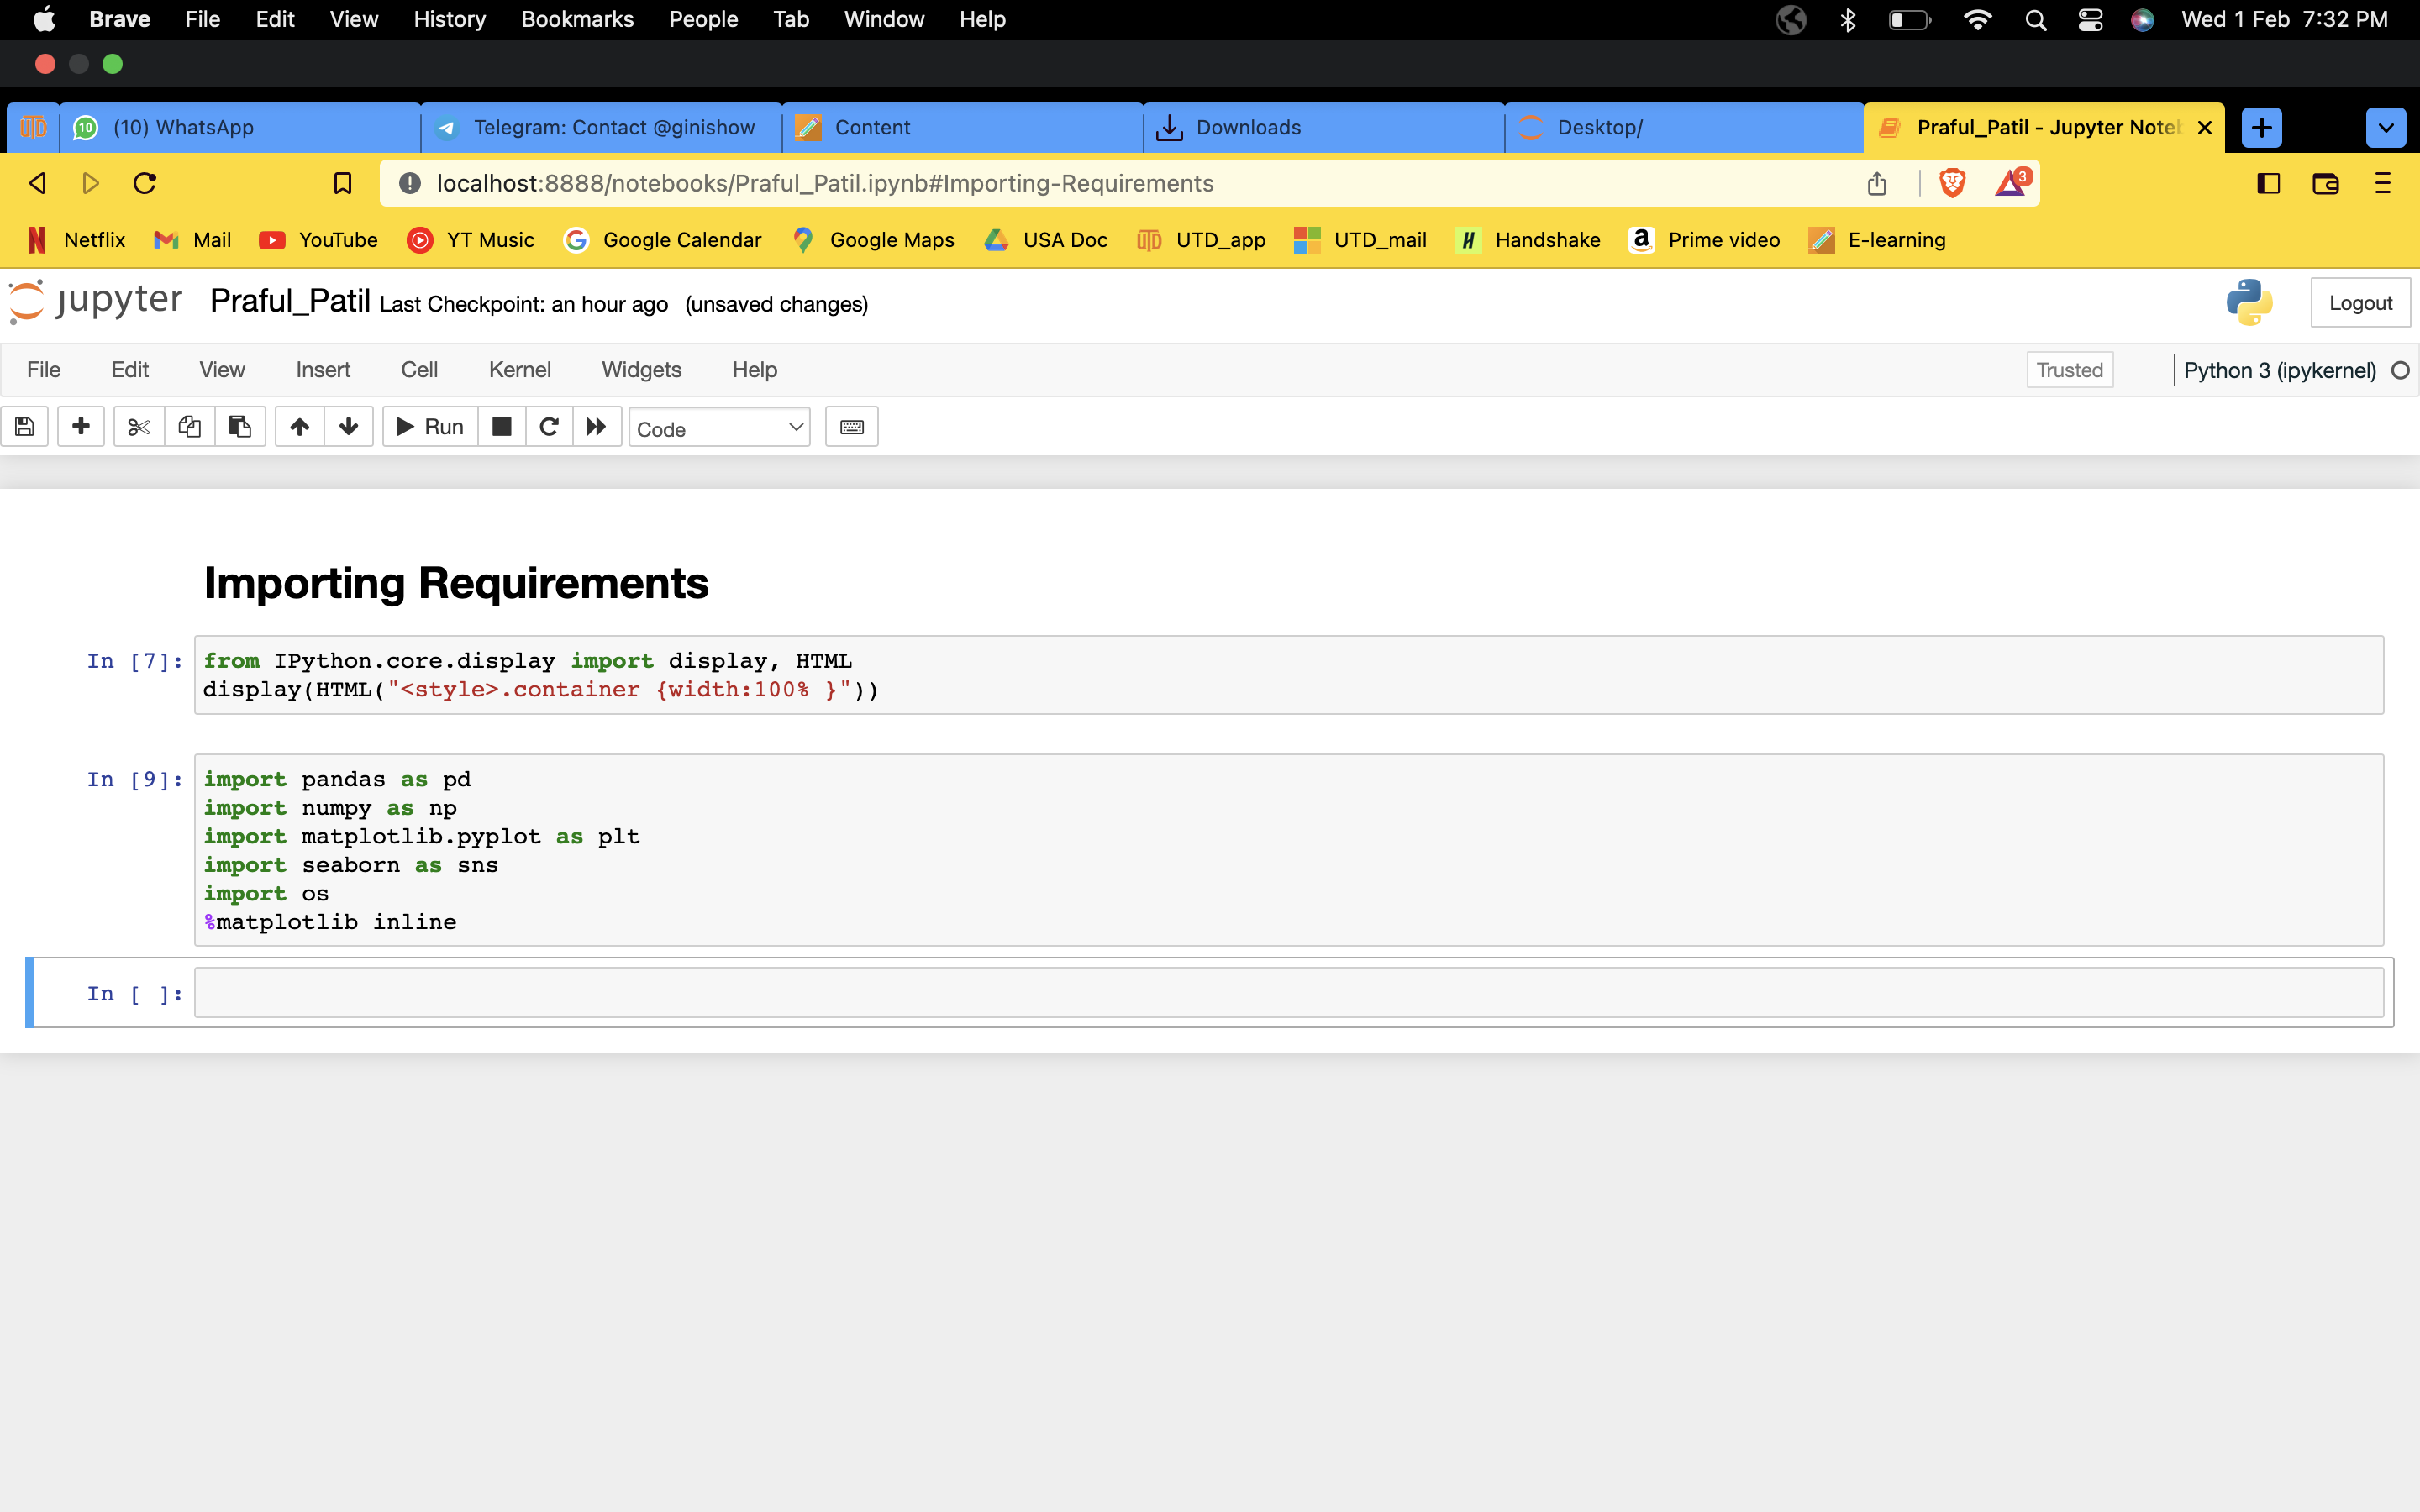 Brave File Edit View History Bookmarks People Tab Window Help Wed 1 Feb 7:32 PM
UTD 10 (10) WhatsApp Telegram: Contact @ginishow Content Downloads Desktop/ Praful_Patil - Jupyter Note
localhost:8888/notebooks/Praful_Patil.ipynb#Importing-Requirements 3
Netflix Mail YouTube YT Music Google Calendar Google Maps USA Doc UTD UTD_app UTD_mail H Handshake a Prime video E-learning
jupyter Praful_Patil Last Checkpoint: an hour ago (unsaved changes) Logout
File Edit View Insert Cell Kernel Widgets Help Trusted Python 3 (ipykernel)
Run Code
Importing Requirements
In [7]: from IPython.core.display import display, HTML
display(HTML("<style>.container {width:100% }"))
In [9]: import pandas as pd
import numpy as np
import matplotlib.pyplot as plt
import seaborn as sns
import os
%matplotlib inline
In [ ]: